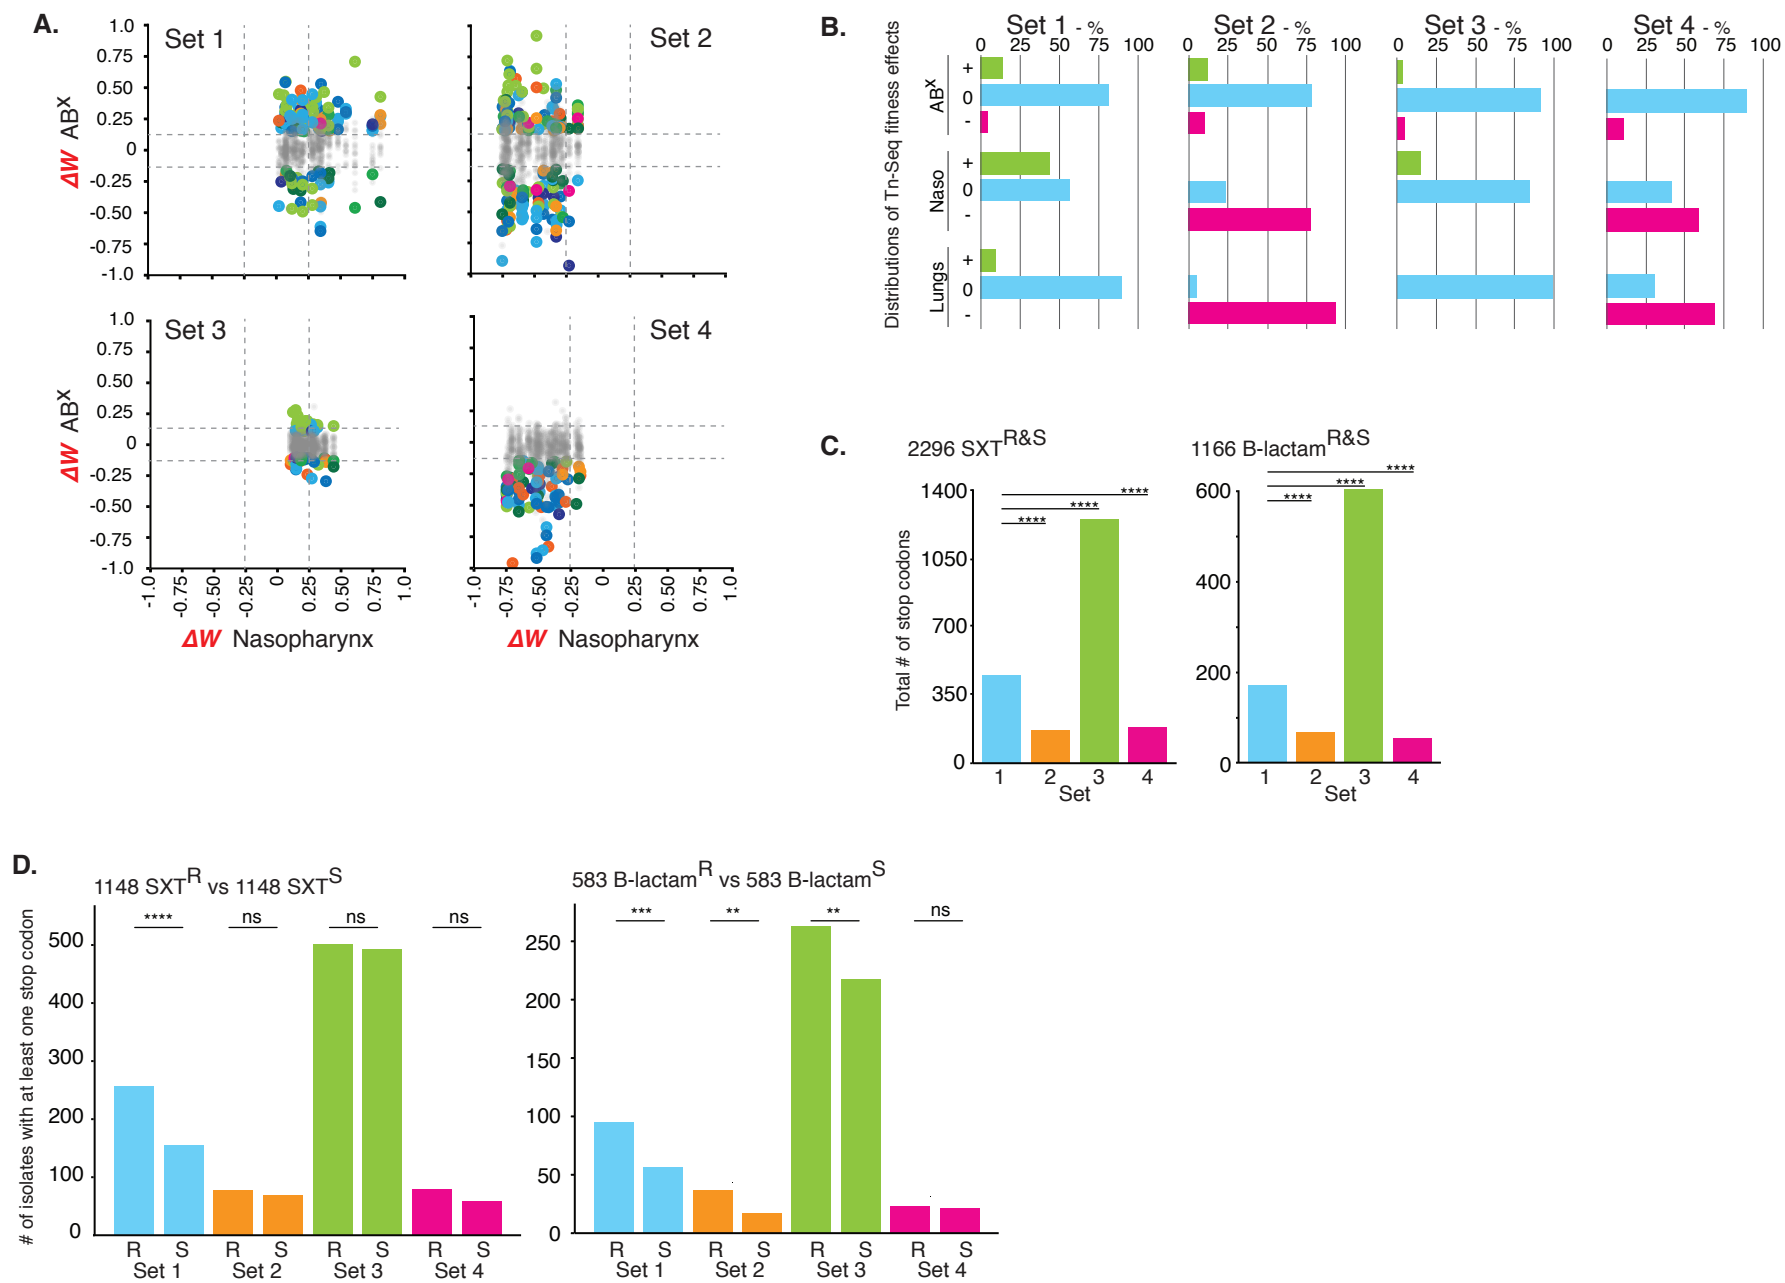 A.
Set 1
Set 2
1.0
0.75
0.50
0.25
0
-0.25
-0.50
-0.75
-1.0
ΔW ABX
Set 3
Set 4
1.0
0.75
0.50
0.25
0
-0.25
-0.50
-0.75
-1.0
ΔW ABX
-1.0 -0.75 -0.50 -0.25 0 0.25 0.50 0.75 1.0
-1.0 -0.75 -0.50 -0.25 0 0.25 0.50 0.75 1.0
ΔW Nasopharynx
ΔW Nasopharynx
B.
Set 1 - %
Set 2 - %
Set 3 - %
Set 4 - %
0 25 50 75 100
0 25 50 75 100
0 25 50 75 100
0 25 50 75 100
Distributions of Tn-Seq fitness effects
ABX
+
0
-
Naso
+
0
-
Lungs
+
0
-
C.
2296 SXTR&S
1166 B-lactamR&S
Total # of stop codons
1400
1050
700
350
0
****
****
****
1 2 3 4
Set
600
400
200
0
****
****
****
1 2 3 4
Set
D.
1148 SXTR vs 1148 SXTS
583 B-lactamR vs 583 B-lactamS
# of isolates with at least one stop codon
500
400
300
200
100
0
**** ns ns ns
R S R S R S R S
Set 1 Set 2 Set 3 Set 4
250
200
150
100
50
0
*** ** ** ns
R S R S R S R S
Set 1 Set 2 Set 3 Set 4